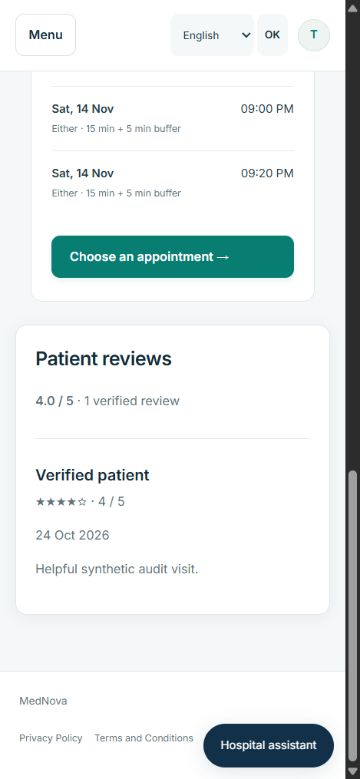 Menu
English
OK
T
Sat, 14 Nov 09:00 PM
Either · 15 min + 5 min buffer
Sat, 14 Nov 09:20 PM
Either · 15 min + 5 min buffer
Choose an appointment →
Patient reviews
4.0 / 5 · 1 verified review
Verified patient
★★★★☆ · 4 / 5
24 Oct 2026
Helpful synthetic audit visit.
MedNova
Privacy Policy Terms and Conditions
Hospital assistant